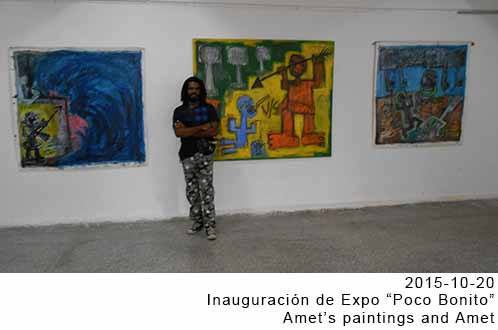 2015-10-20
Inauguración de Expo “Poco Bonito”
Amet’s paintings and Amet